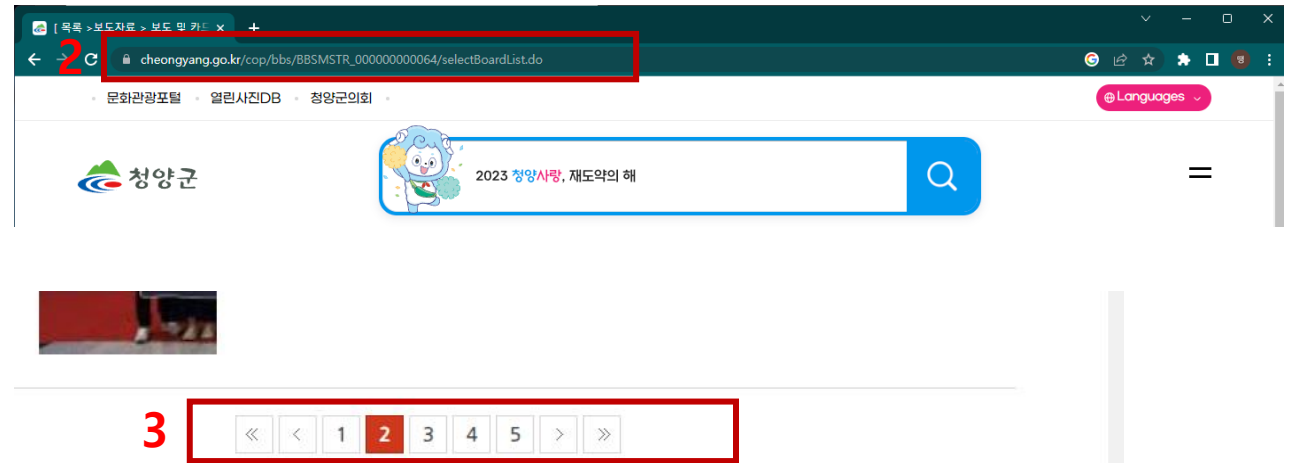 [ 목록 >보도자료 > 보도 및 카드
2
cheongyang.go.kr/cop/bbs/BBSMSTR_000000000064/selectBoardList.do
문화관광포털 열린사진DB 청양군의회
Languages
청양군
2023 청양사랑, 재도약의 해
3
1 2 3 4 5